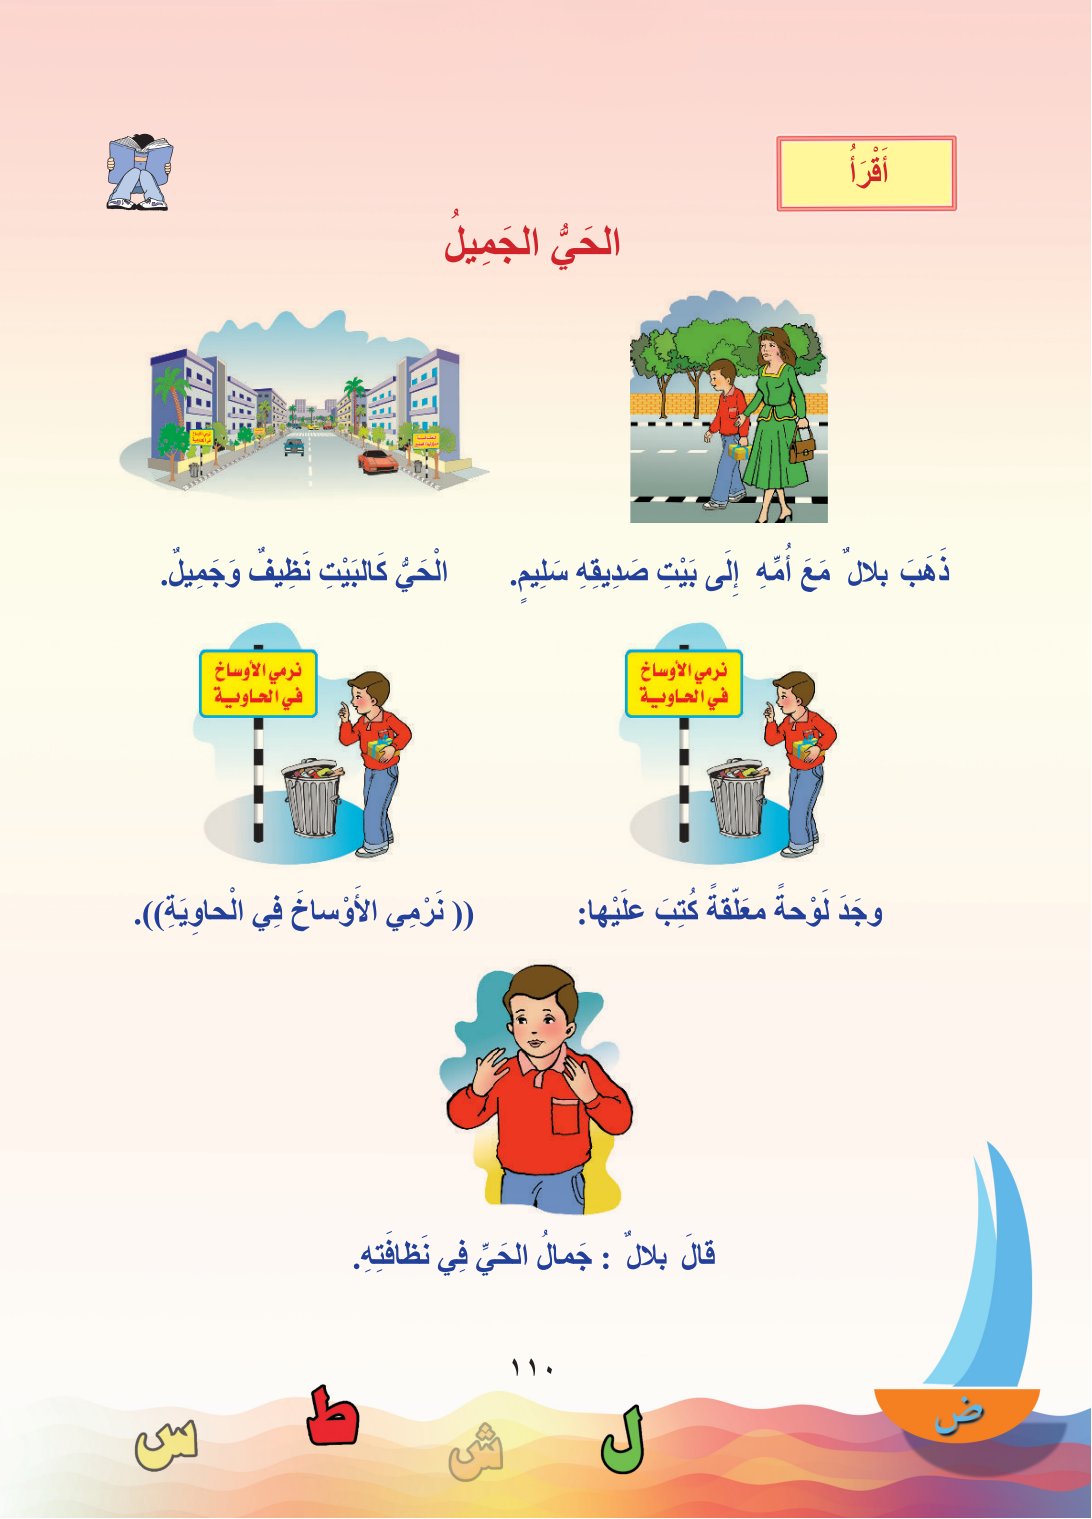 أَقْرَأُ
الحَيُّ الجَمِيلُ
ذَهَبَ بلالٌ مَعَ أُمِّهِ إِلَى بَيْتِ صَدِيقِهِ سَلِيمٍ.
الْحَيُّ كَالبَيْتِ نَظِيفٌ وَجَمِيلٌ.
نرمي الأوساخ
في الحاوية
نرمي الأوساخ
في الحاوية
وجَدَ لَوْحةً معَلّقةً كُتِبَ علَيْها:
(( نَرْمِي الأَوْساخَ فِي الْحاوِيَةِ)).
قالَ بلالٌ : جَمالُ الحَيِّ فِي نَظافَتِهِ.
١١٠
ض
ل
ش
ط
س